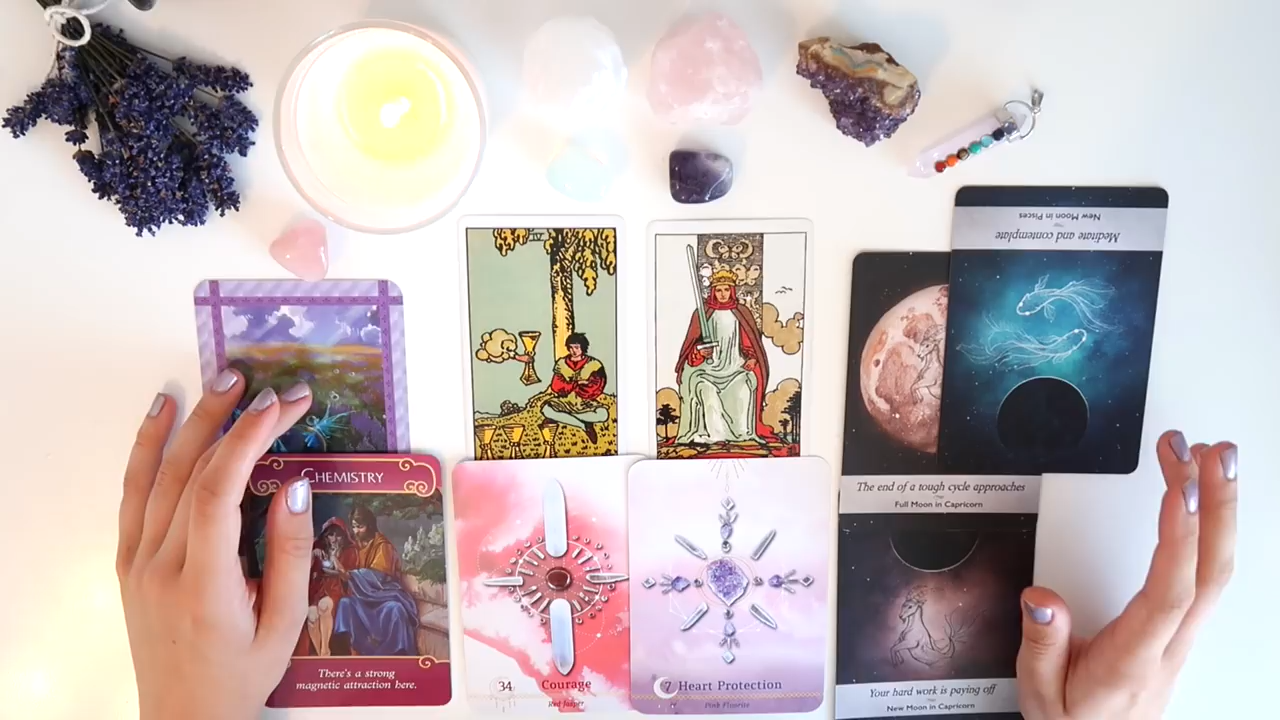 New Moon in Pisces
Meditate and contemplate
IV
CHEMISTRY
There's a strong
magnetic attraction here.
34
Courage
Red Jasper
7 Heart Protection
Pink Fluorite
The end of a tough cycle approaches
Full Moon in Capricorn
Your hard work is paying off
New Moon in Capricorn